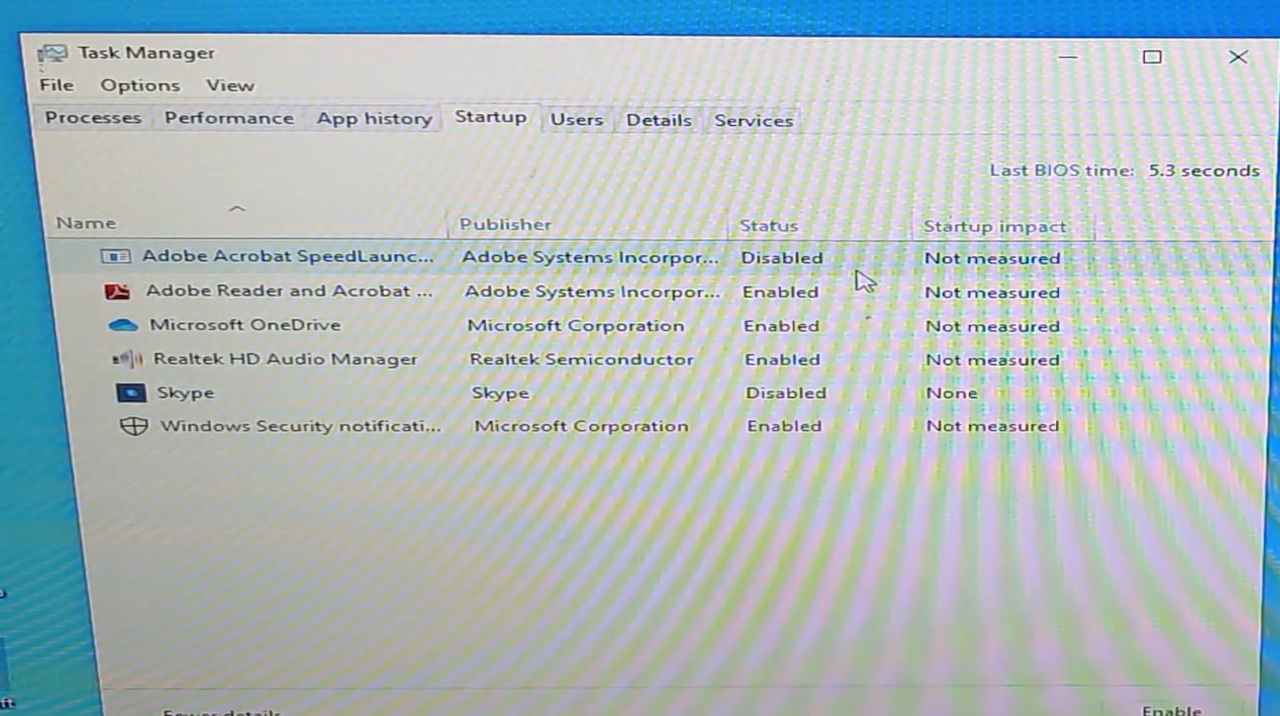 Task Manager
File Options View
Processes Performance App history Startup Users Details Services
Last BIOS time: 5.3 seconds
Name Publisher Status Startup impact
Adobe Acrobat SpeedLaunc... Adobe Systems Incorpor... Disabled Not measured
Adobe Reader and Acrobat ... Adobe Systems Incorpor... Enabled Not measured
Microsoft OneDrive Microsoft Corporation Enabled Not measured
Realtek HD Audio Manager Realtek Semiconductor Enabled Not measured
Skype Skype Disabled None
Windows Security notificati... Microsoft Corporation Enabled Not measured
Fewer details Enable